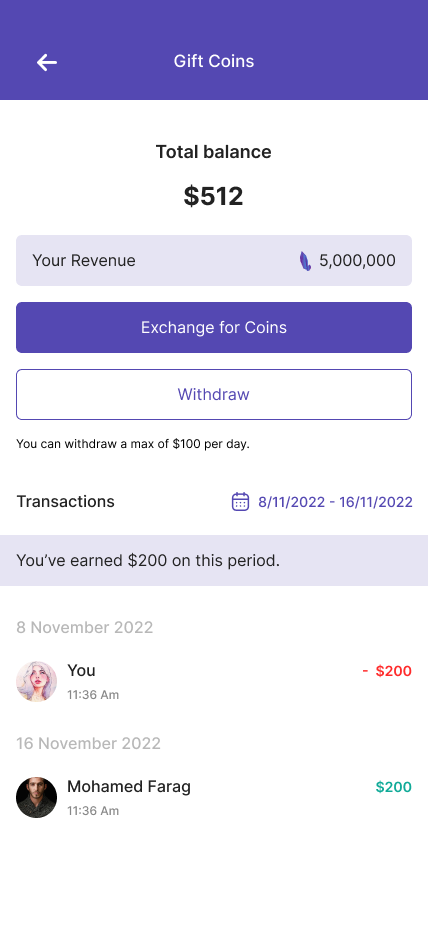 Gift Coins
Total balance
$512
Your Revenue 5,000,000
Exchange for Coins
Withdraw
You can withdraw a max of $100 per day.
Transactions 8/11/2022 - 16/11/2022
You’ve earned $200 on this period.
8 November 2022
You - $200
11:36 Am
16 November 2022
Mohamed Farag $200
11:36 Am